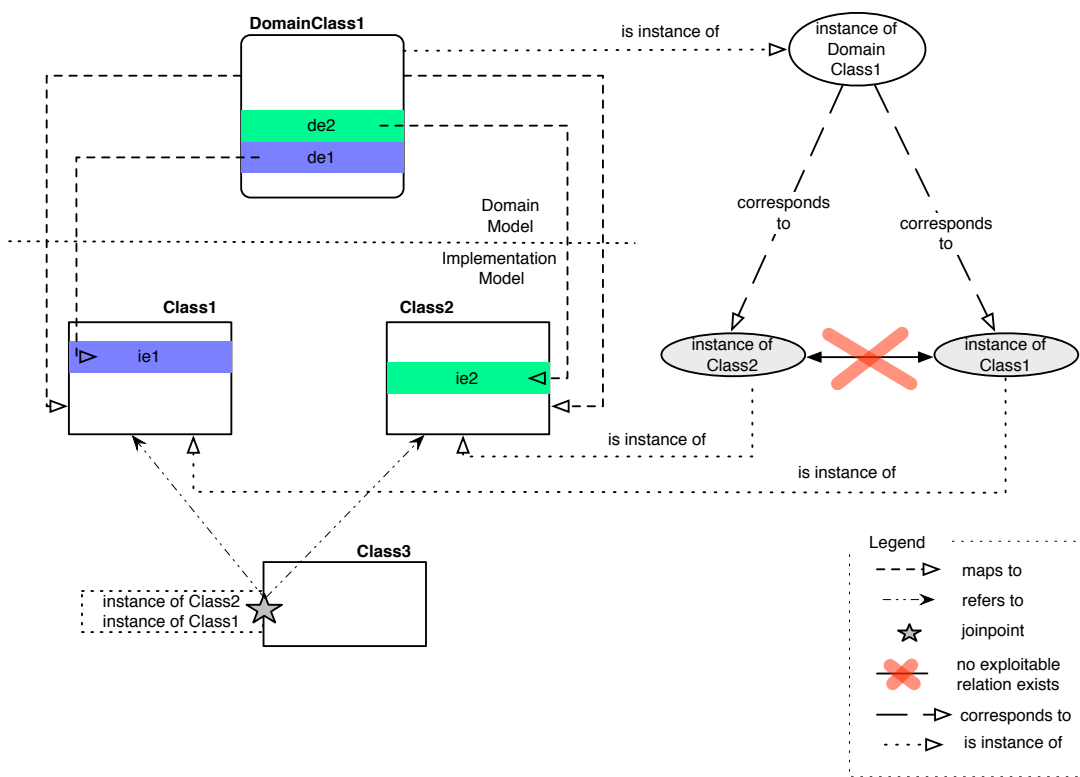 DomainClass1
is instance of
instance of
Domain
Class1
de2
de1
Domain
Model
corresponds
to
corresponds
to
Implementation
Model
Class1
Class2
ie1
ie2
instance of
Class2
instance of
Class1
is instance of
is instance of
Class3
instance of Class2
instance of Class1
Legend
maps to
refers to
joinpoint
no exploitable
relation exists
corresponds to
is instance of